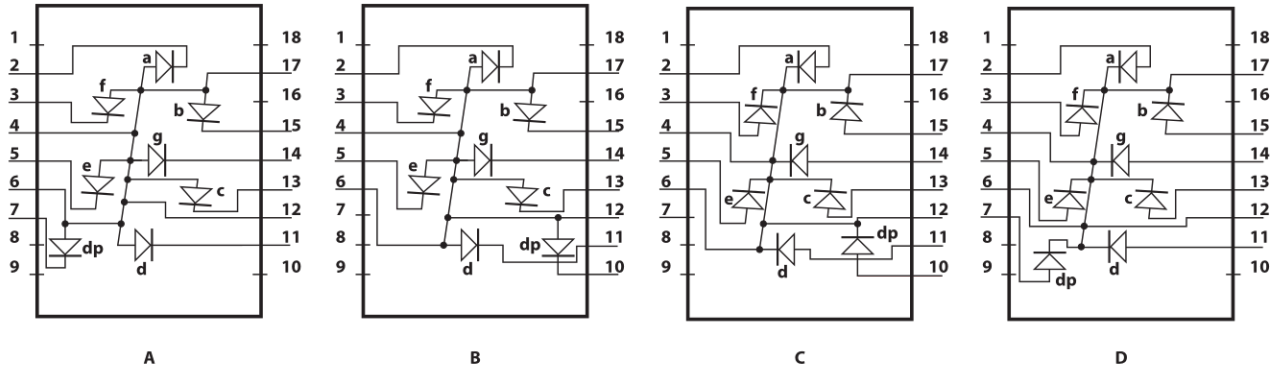 1 18 1 18 1 18 1 18
a a a a
2 17 2 17 2 17 2 17
f f f f
3 16 3 16 3 16 3 16
b b b b
4 15 4 15 4 15 4 15
g g g g
5 14 5 14 5 14 5 14
e e e e
6 c 13 6 c 13 6 c 13 6 c 13
7 12 7 12 7 12 7 12
8 dp 11 8 dp 11 8 dp 11 8 11
d d d d
9 10 9 10 9 10 9 dp 10
A B C D